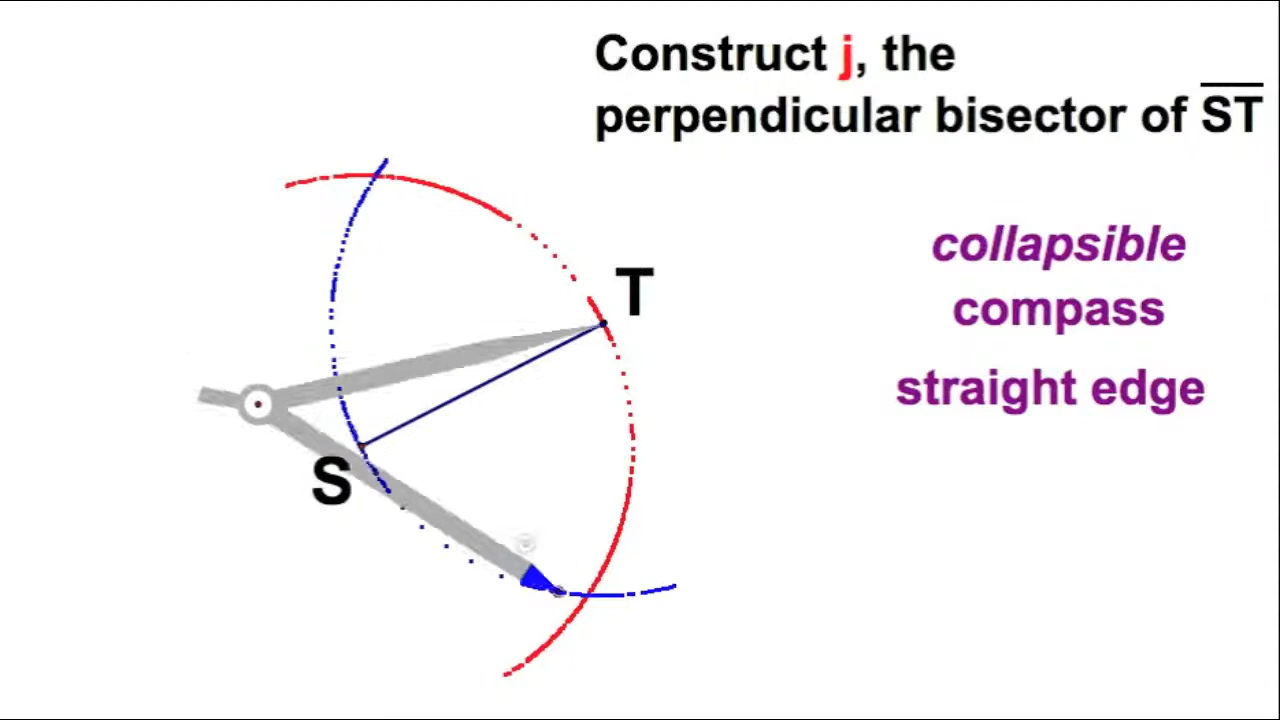 Construct j, the
perpendicular bisector of ST
collapsible
compass
straight edge
T
S